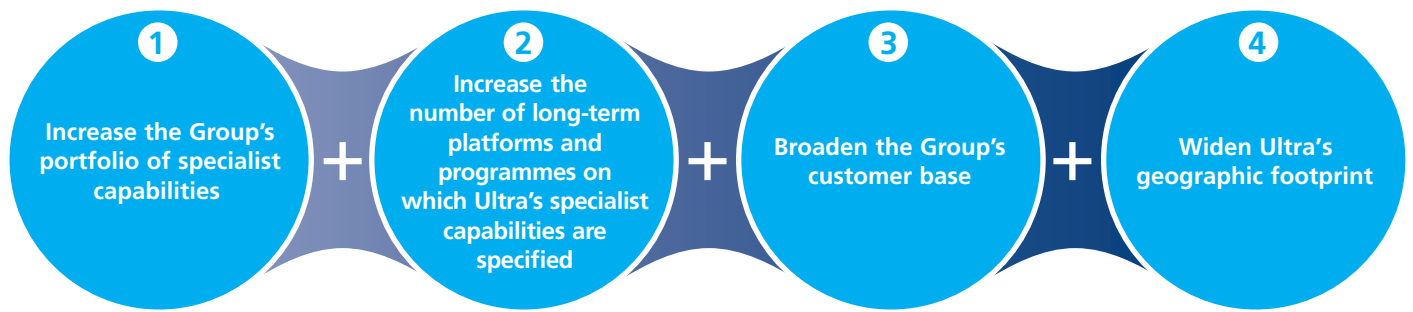 1
Increase the Group’s
portfolio of specialist
capabilities
+
2
Increase the
number of long-term
platforms and
programmes on
which Ultra’s specialist
capabilities are
specified
+
3
Broaden the Group’s
customer base
+
4
Widen Ultra’s
geographic footprint